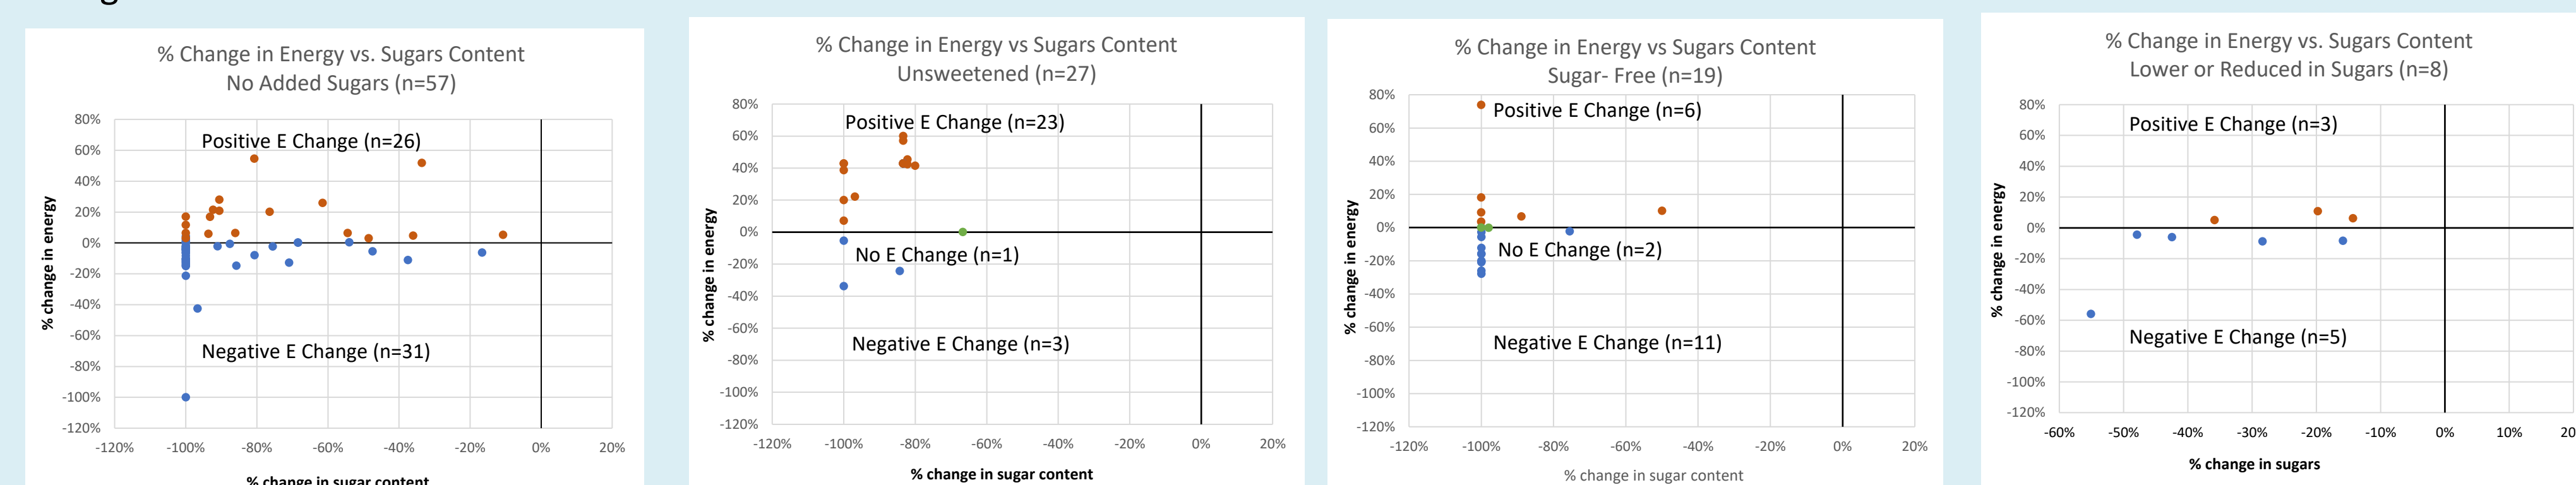 % Change in Energy vs. Sugars Content
No Added Sugars (n=57)
80%
60%
40%
20%
0%
-20%
-40%
-60%
-80%
-100%
-120%
Positive E Change (n=26)
Negative E Change (n=31)
% change in energy
-120% -100% -80% -60% -40% -20% 0% 20%
% change in sugar content
% Change in Energy vs Sugars Content
Unsweetened (n=27)
80%
60%
40%
20%
0%
-20%
-40%
-60%
-80%
-100%
-120%
Positive E Change (n=23)
No E Change (n=1)
Negative E Change (n=3)
% change in energy
-120% -100% -80% -60% -40% -20% 0% 20%
% change in sugar content
% Change in Energy vs Sugars Content
Sugar- Free (n=19)
80%
60%
40%
20%
0%
-20%
-40%
-60%
-80%
-100%
-120%
Positive E Change (n=6)
No E Change (n=2)
Negative E Change (n=11)
% change in energy
-120% -100% -80% -60% -40% -20% 0% 20%
% change in sugar content
% Change in Energy vs. Sugars Content
Lower or Reduced in Sugars (n=8)
80%
60%
40%
20%
0%
-20%
-40%
-60%
-80%
-100%
-120%
Positive E Change (n=3)
Negative E Change (n=5)
% change in energy
-60% -50% -40% -30% -20% -10% 0% 10% 20
% change in sugars